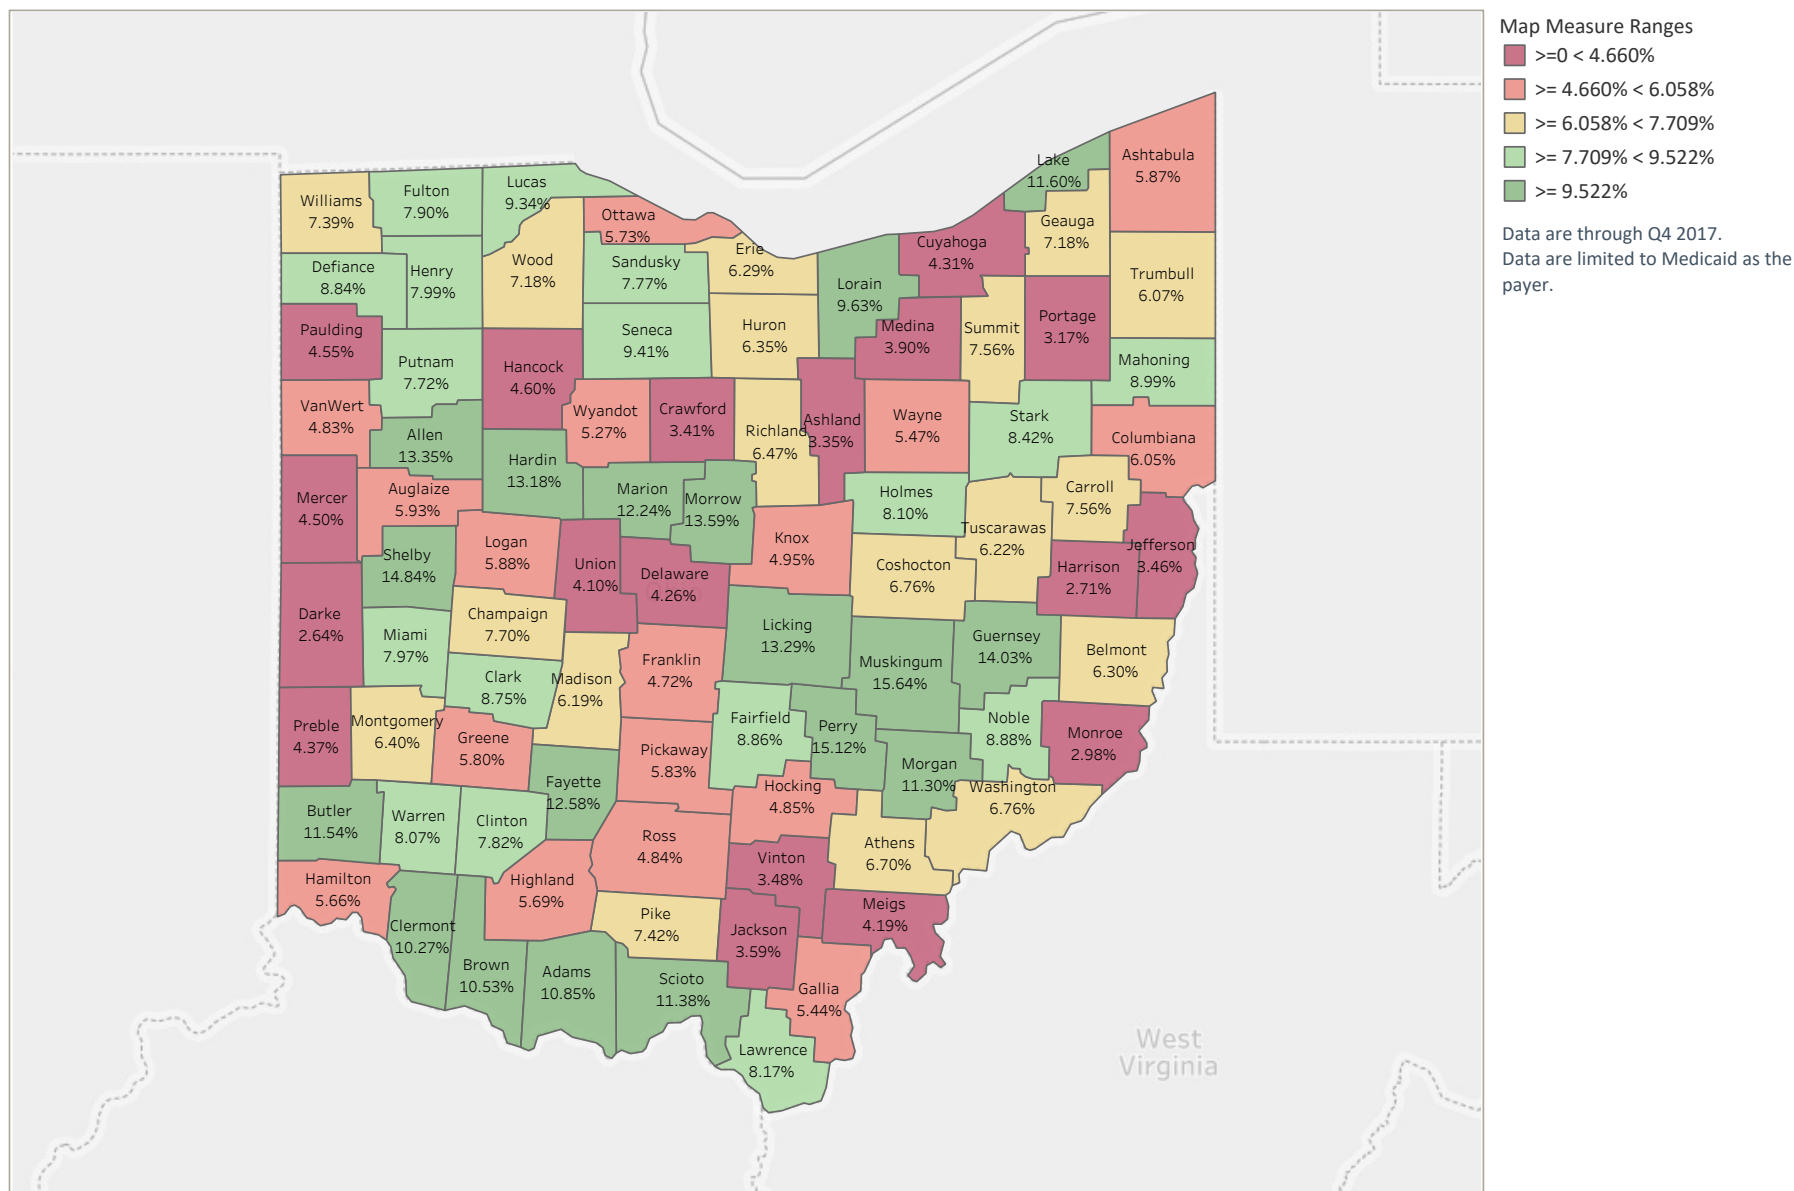 Map Measure Ranges
>=0 < 4.660%
>= 4.660% < 6.058%
>= 6.058% < 7.709%
>= 7.709% < 9.522%
>= 9.522%
Data are through Q4 2017.
Data are limited to Medicaid as the
payer.
Williams
7.39%
Fulton
7.90%
Lucas
9.34%
Ottawa
5.73%
Lake
11.60%
Ashtabula
5.87%
Geauga
7.18%
Cuyahoga
4.31%
Defiance
8.84%
Henry
7.99%
Wood
7.18%
Sandusky
7.77%
Erie
6.29%
Lorain
9.63%
Trumbull
6.07%
Paulding
4.55%
Putnam
7.72%
Hancock
4.60%
Seneca
9.41%
Huron
6.35%
Medina
3.90%
Summit
7.56%
Portage
3.17%
Mahoning
8.99%
VanWert
4.83%
Allen
13.35%
Wyandot
5.27%
Crawford
3.41%
Richland
6.47%
Ashland
3.35%
Wayne
5.47%
Stark
8.42%
Columbiana
6.05%
Mercer
4.50%
Auglaize
5.93%
Hardin
13.18%
Marion
12.24%
Morrow
13.59%
Holmes
8.10%
Carroll
7.56%
Tuscarawas
6.22%
Shelby
14.84%
Logan
5.88%
Union
4.10%
Delaware
4.26%
Knox
4.95%
Coshocton
6.76%
Harrison
2.71%
Jefferson
3.46%
Darke
2.64%
Miami
7.97%
Champaign
7.70%
Licking
13.29%
Muskingum
15.64%
Guernsey
14.03%
Belmont
6.30%
Clark
8.75%
Madison
6.19%
Franklin
4.72%
Preble
4.37%
Montgomery
6.40%
Greene
5.80%
Pickaway
5.83%
Fairfield
8.86%
Perry
15.12%
Noble
8.88%
Monroe
2.98%
Fayette
12.58%
Morgan
11.30%
Hocking
4.85%
Washington
6.76%
Butler
11.54%
Warren
8.07%
Clinton
7.82%
Ross
4.84%
Vinton
3.48%
Athens
6.70%
Hamilton
5.66%
Highland
5.69%
Clermont
10.27%
Pike
7.42%
Jackson
3.59%
Meigs
4.19%
Brown
10.53%
Adams
10.85%
Scioto
11.38%
Gallia
5.44%
Lawrence
8.17%
West
Virginia